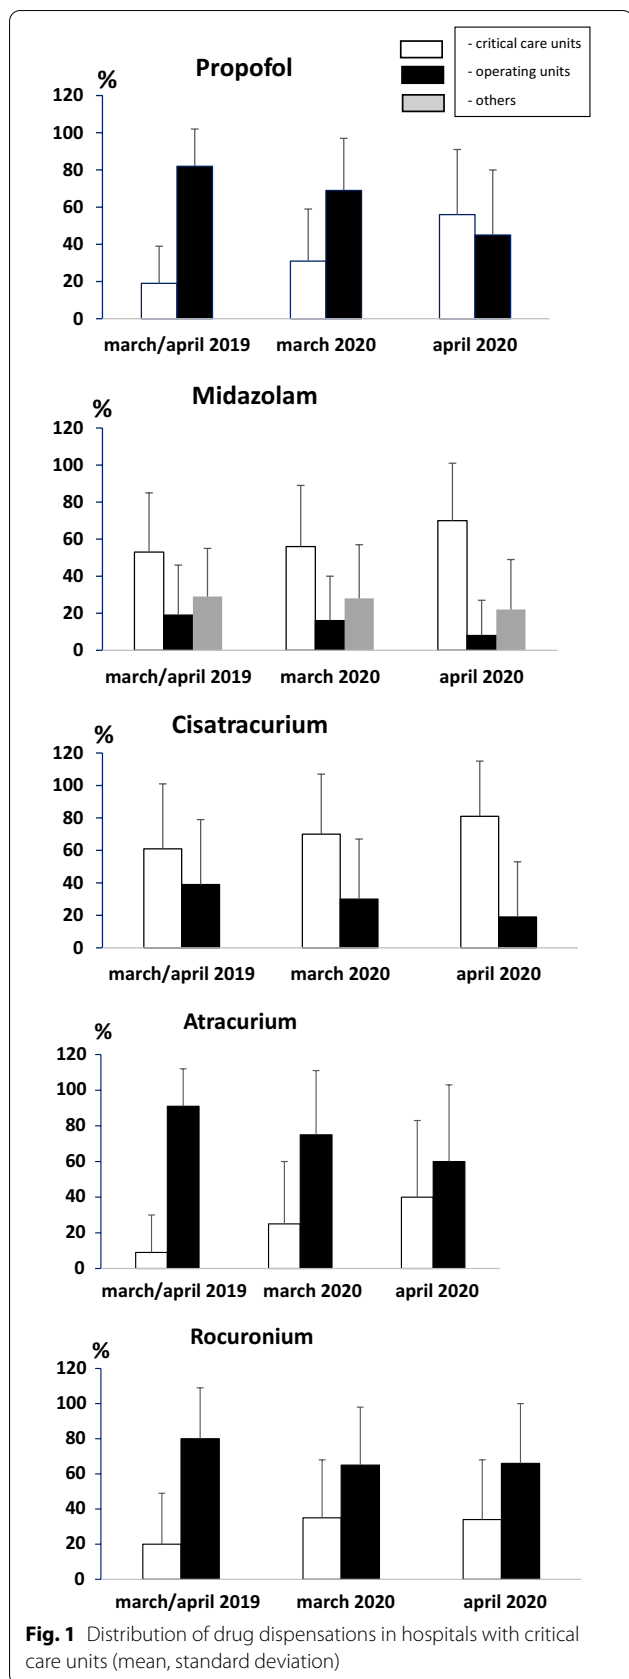 - critical care units
- operating units
- others
Propofol
%
120
100
80
60
40
20
0
march/april 2019 march 2020 april 2020
Midazolam
%
120
100
80
60
40
20
0
march/april 2019 march 2020 april 2020
Cisatracurium
%
120
100
80
60
40
20
0
march/april 2019 march 2020 april 2020
Atracurium
%
120
100
80
60
40
20
0
march/april 2019 march 2020 april 2020
Rocuronium
%
120
100
80
60
40
20
0
march/april 2019 march 2020 april 2020
Fig. 1 Distribution of drug dispensations in hospitals with critical
care units (mean, standard deviation)